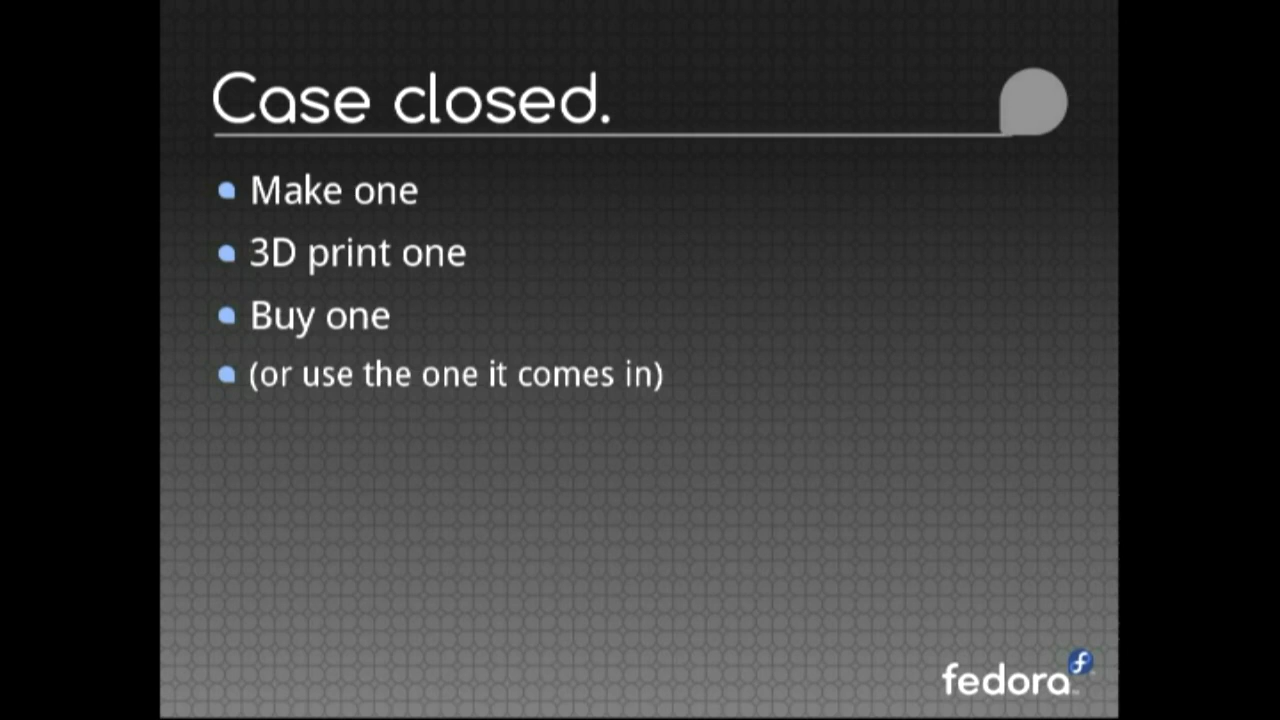 Case closed.
Make one
3D print one
Buy one
(or use the one it comes in)
fedora